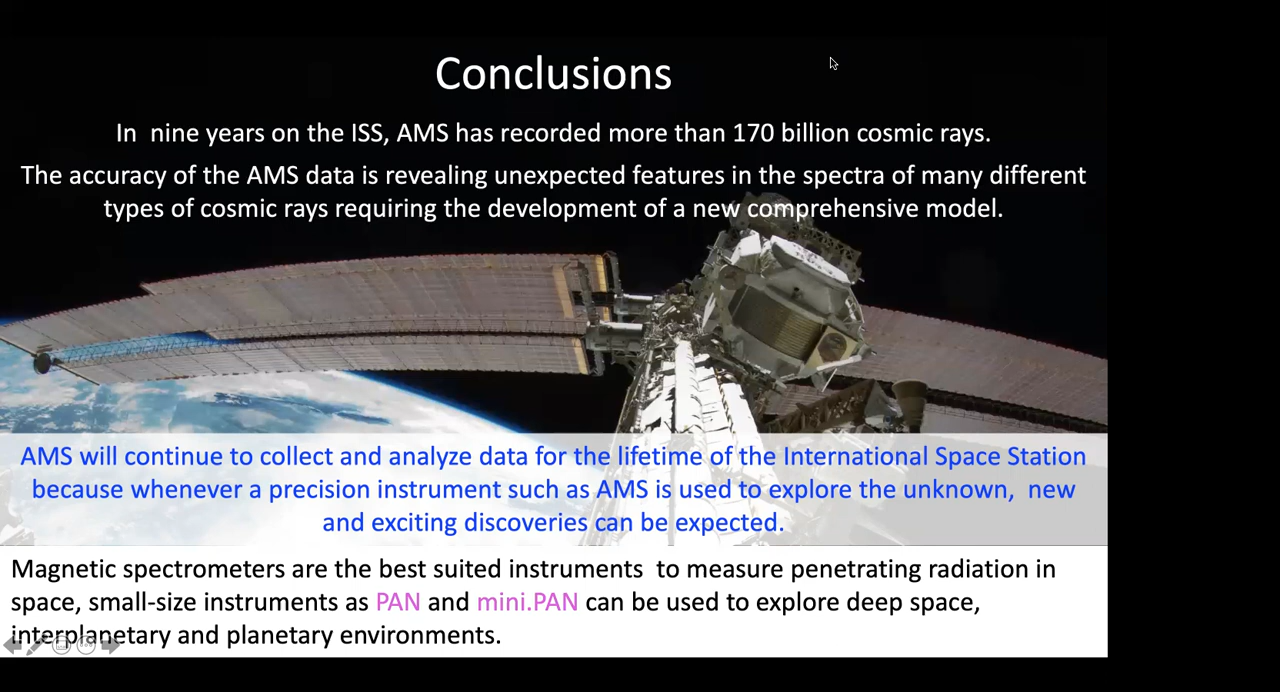 Conclusions
In  nine years on the ISS, AMS has recorded more than 170 billion cosmic rays.
The accuracy of the AMS data is revealing unexpected features in the spectra of many different
types of cosmic rays requiring the development of a new comprehensive model.
AMS will continue to collect and analyze data for the lifetime of the International Space Station
because whenever a precision instrument such as AMS is used to explore the unknown,  new
and exciting discoveries can be expected.
Magnetic spectrometers are the best suited instruments  to measure penetrating radiation in
space, small-size instruments as PAN and mini.PAN can be used to explore deep space,
interplanetary and planetary environments.